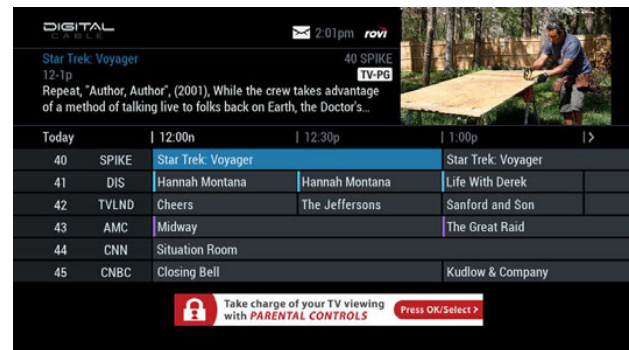 DIGITAL
CABLE
2:01pm rovi
Star Trek: Voyager 40 SPIKE
12-1p TV-PG
Repeat, "Author, Author", (2001), While the crew takes advantage
of a method of talking live to folks back on Earth, the Doctor's...
Today 12:00n 12:30p 1:00p >
40 SPIKE Star Trek: Voyager Star Trek: Voyager
41 DIS Hannah Montana Hannah Montana Life With Derek
42 TVLND Cheers The Jeffersons Sanford and Son
43 AMC Midway The Great Raid
44 CNN Situation Room
45 CNBC Closing Bell Kudlow & Company
Take charge of your TV viewing
with PARENTAL CONTROLS Press OK/Select >